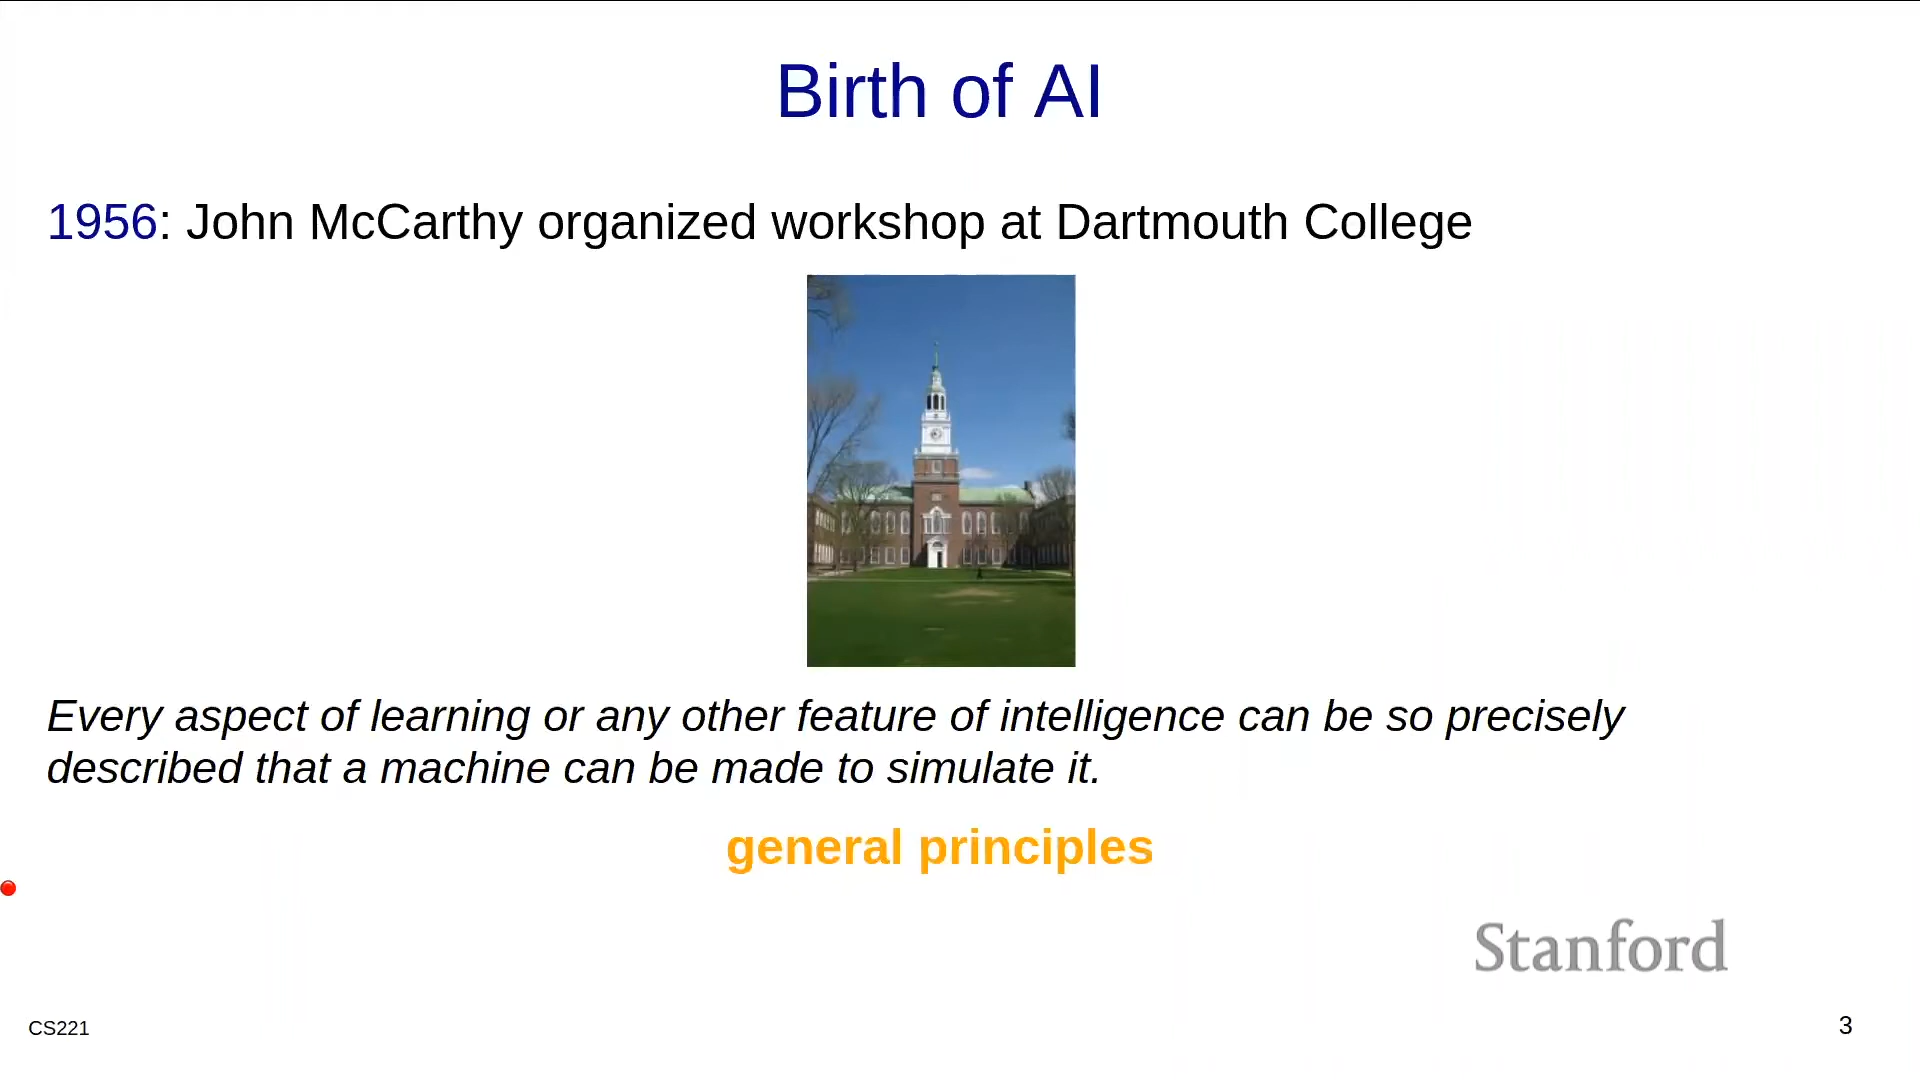 Birth of AI
1956: John McCarthy organized workshop at Dartmouth College
Every aspect of learning or any other feature of intelligence can be so precisely
described that a machine can be made to simulate it.
general principles
Stanford
CS221
3